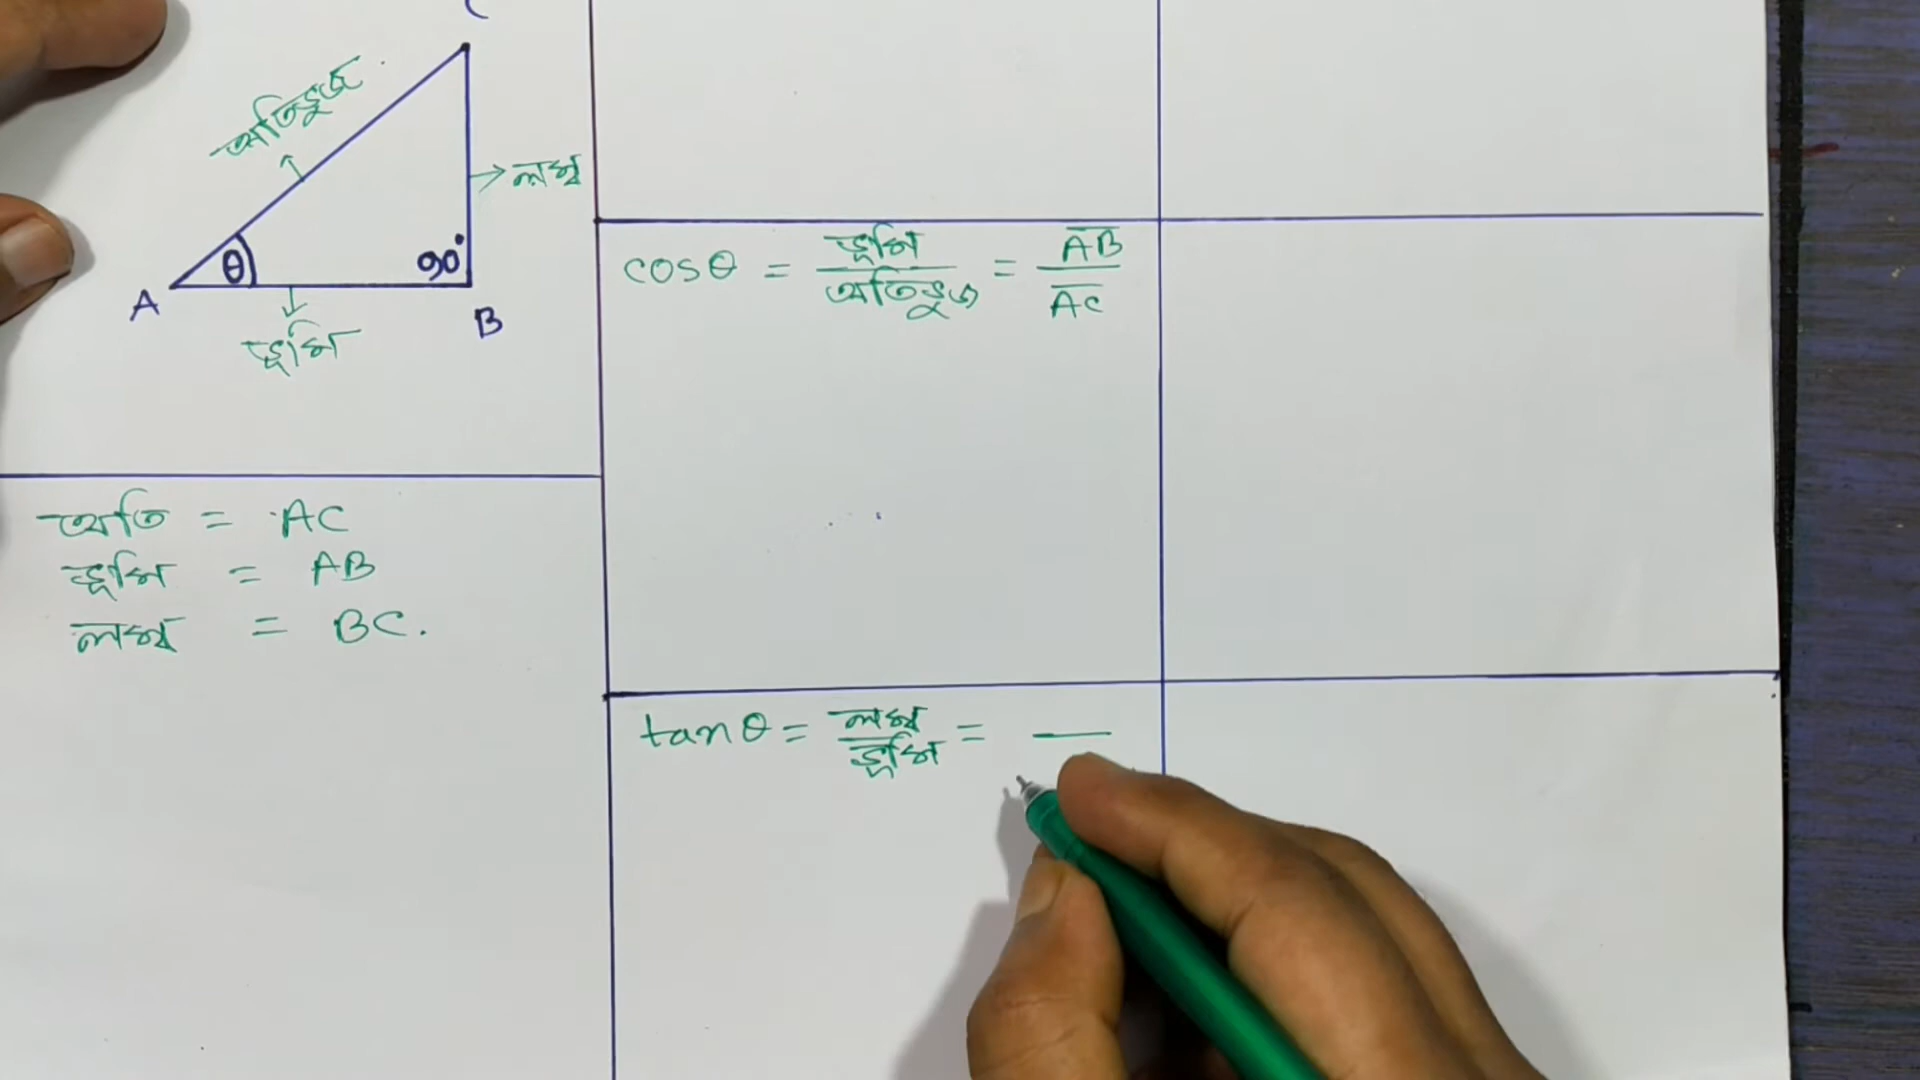 C
অতিভুজ
লম্ব
θ
90°
A
B
ভূমি
অতি = AC
ভূমি = AB
লম্ব = BC.
cosθ = ভূমি/অতিভুজ = AB/AC
tanθ = লম্ব/ভূমি =